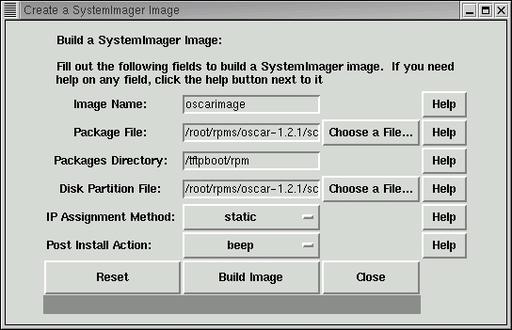 Create a SystemImager Image
Build a SystemImager Image:
Fill out the following fields to build a SystemImager image. If you need
help on any field, click the help button next to it
Image Name: oscarimage Help
Package File: /root/rpms/oscar-1.2.1/sc Choose a File... Help
Packages Directory: /tftpboot/rpm Help
Disk Partition File: /root/rpms/oscar-1.2.1/sc Choose a File... Help
IP Assignment Method: static Help
Post Install Action: beep Help
Reset Build Image Close